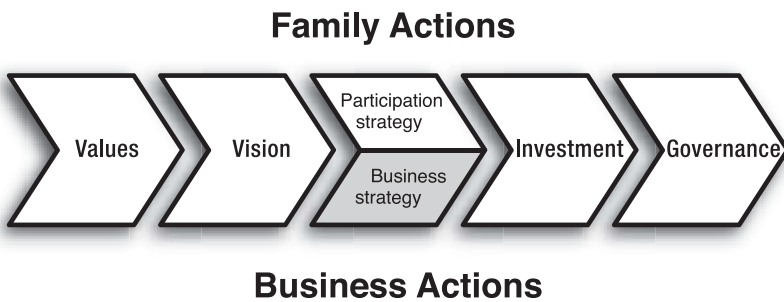 Family Actions
Values
Vision
Participation
strategy
Business
strategy
Investment
Governance
Business Actions